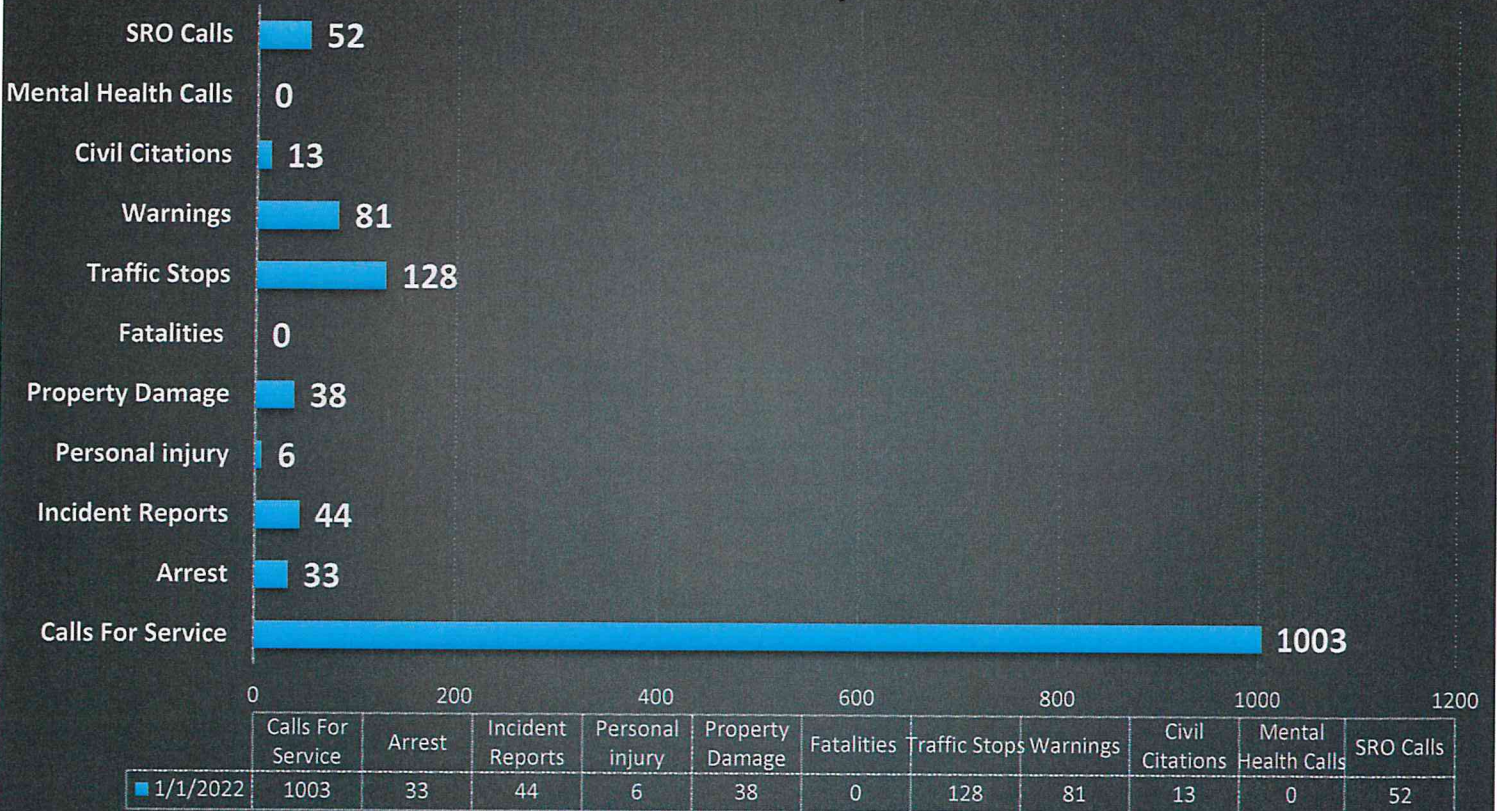 SRO Calls 52
Mental Health Calls 0
Civil Citations 13
Warnings 81
Traffic Stops 128
Fatalities 0
Property Damage 38
Personal injury 6
Incident Reports 44
Arrest 33
Calls For Service 1003
0 200 400 600 800 1000 1200
Calls For Service Arrest Incident Reports Personal injury Property Damage Fatalities Traffic Stops Warnings Civil Citations Mental Health Calls SRO Calls
1/1/2022 1003 33 44 6 38 0 128 81 13 0 52